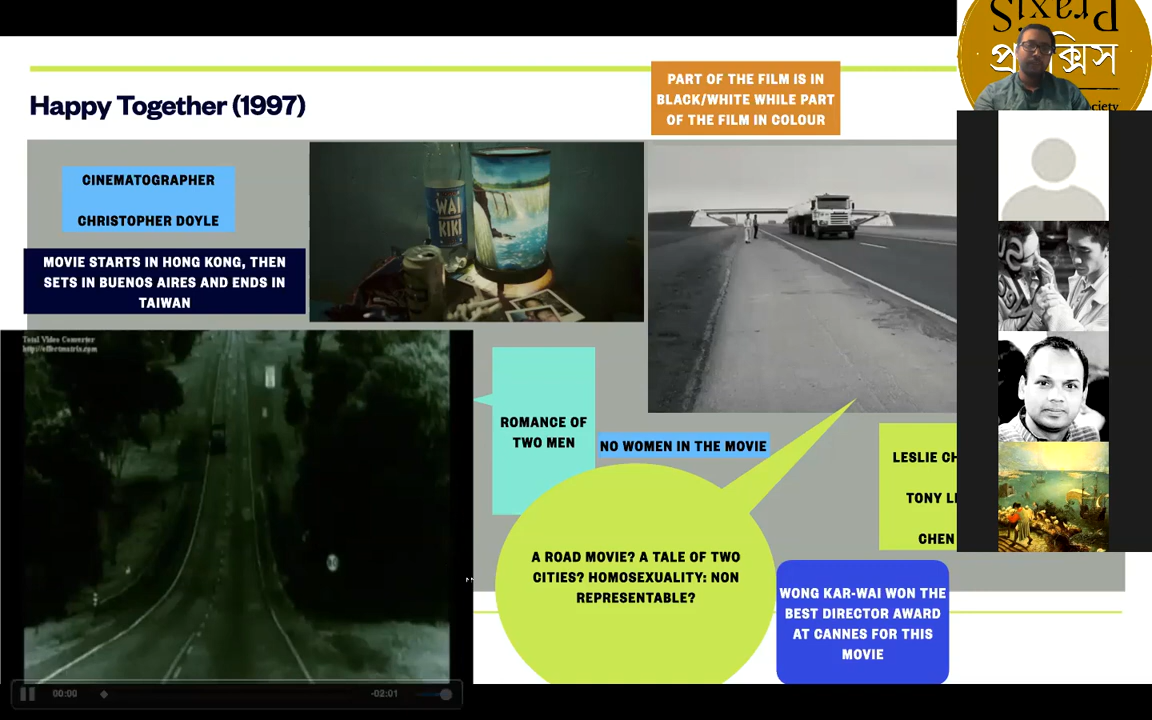 PraxiS
প্রাক্সিস
ciety
Happy Together (1997)
PART OF THE FILM IS IN
BLACK/WHITE WHILE PART
OF THE FILM IN COLOUR
CINEMATOGRAPHER
CHRISTOPHER DOYLE
MOVIE STARTS IN HONG KONG, THEN
SETS IN BUENOS AIRES AND ENDS IN
TAIWAN
WAI
KIKI
Total Video Converter
http://effectmatrix.com
ROMANCE OF
TWO MEN
NO WOMEN IN THE MOVIE
LESLIE CH
TONY L
CHEN
A ROAD MOVIE? A TALE OF TWO
CITIES? HOMOSEXUALITY: NON
REPRESENTABLE?
WONG KAR-WAI WON THE
BEST DIRECTOR AWARD
AT CANNES FOR THIS
MOVIE
00:00
-02:01